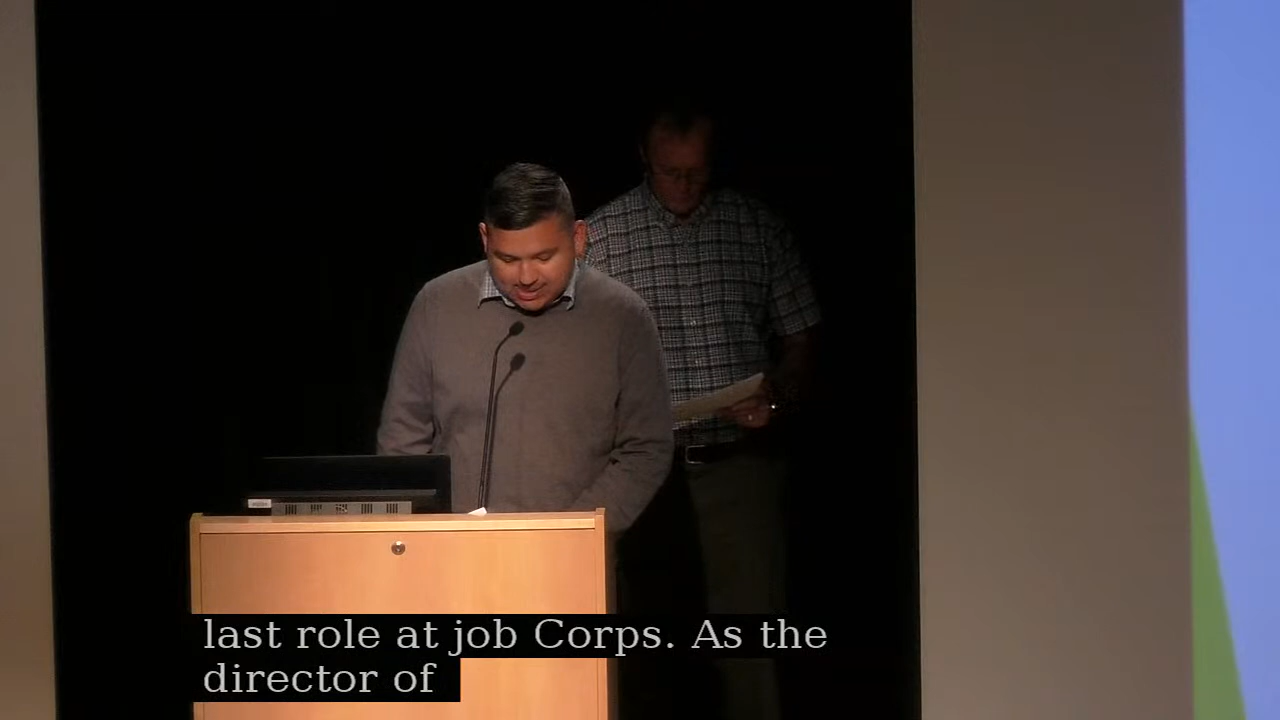 last role at job Corps. As the
director of